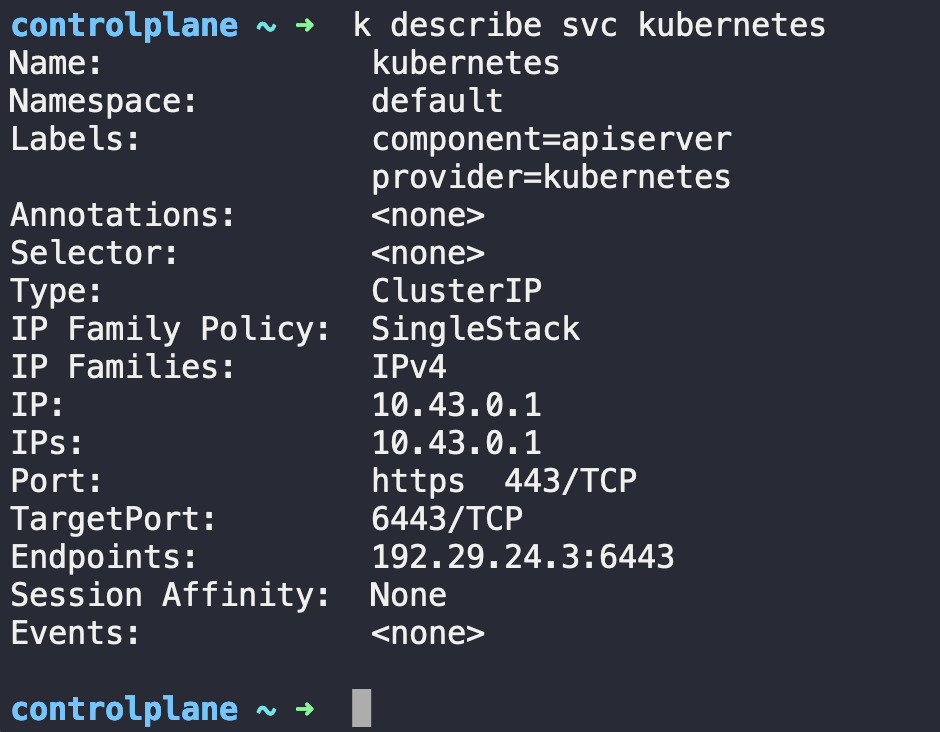 controlplane ~ ➜  k describe svc kubernetes
Name:              kubernetes
Namespace:         default
Labels:            component=apiserver
                   provider=kubernetes
Annotations:       <none>
Selector:          <none>
Type:              ClusterIP
IP Family Policy:  SingleStack
IP Families:       IPv4
IP:                10.43.0.1
IPs:               10.43.0.1
Port:              https  443/TCP
TargetPort:        6443/TCP
Endpoints:         192.29.24.3:6443
Session Affinity:  None
Events:            <none>
controlplane ~ ➜